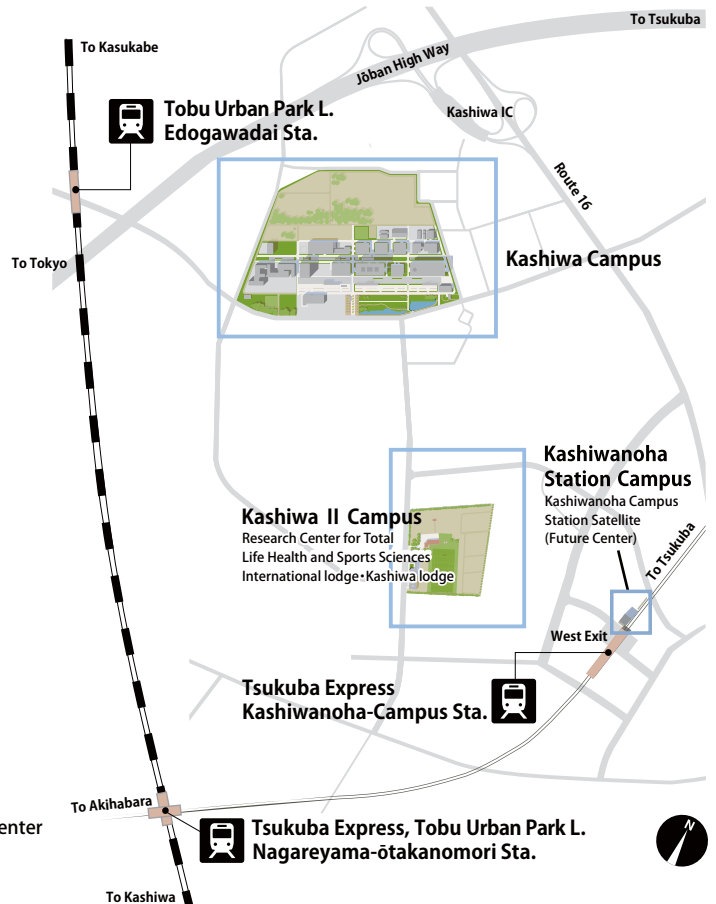 To Tsukuba
To Kasukabe
Jōban High Way
Tobu Urban Park L.
Edogawadai Sta.
Kashiwa IC
Route 16
To Tokyo
Kashiwa Campus
Kashiwanoha
Station Campus
Kashiwanoha Campus
Station Satellite
(Future Center)
Kashiwa II Campus
Research Center for Total
Life Health and Sports Sciences
International lodge・Kashiwa lodge
To Tsukuba
West Exit
Tsukuba Express
Kashiwanoha-Campus Sta.
To Akihabara
enter
Tsukuba Express, Tobu Urban Park L.
Nagareyama-ōtakanomori Sta.
N
To Kashiwa